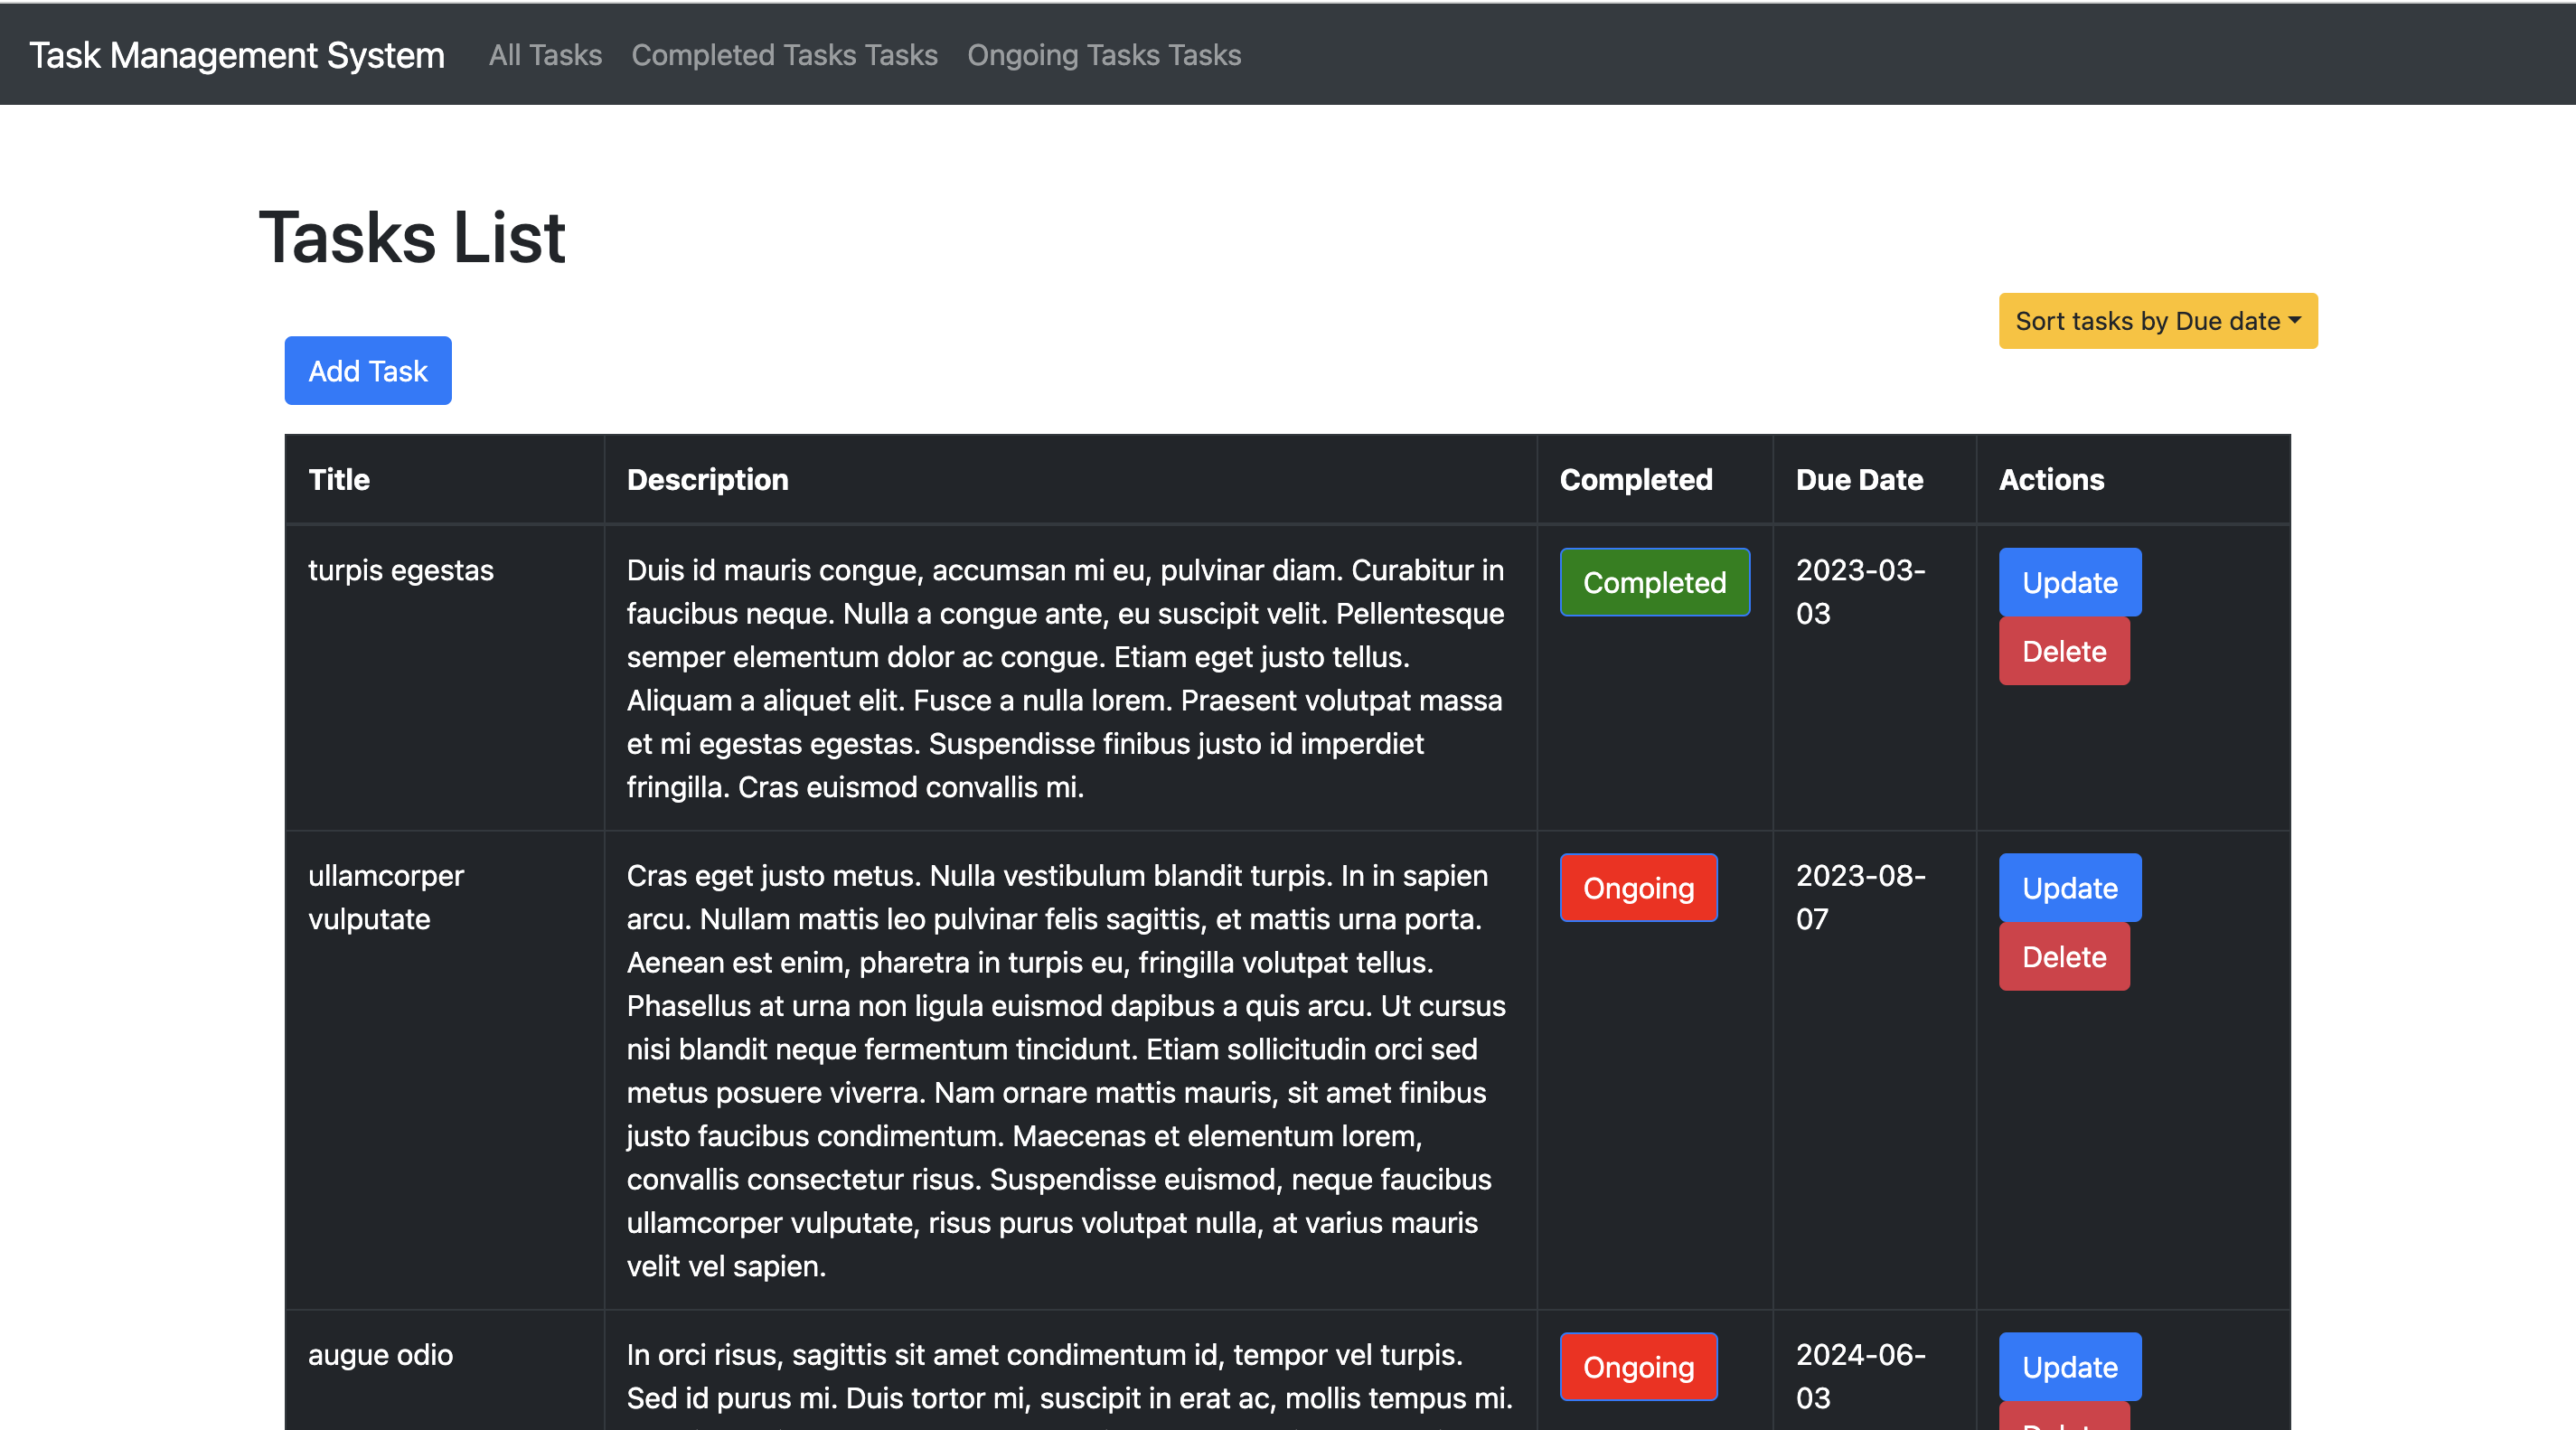 Task Management System All Tasks Completed Tasks Tasks Ongoing Tasks Tasks
Tasks List
Sort tasks by Due date
Add Task
Title Description Completed Due Date Actions
turpis egestas
Duis id mauris congue, accumsan mi eu, pulvinar diam. Curabitur in
faucibus neque. Nulla a congue ante, eu suscipit velit. Pellentesque
semper elementum dolor ac congue. Etiam eget justo tellus.
Aliquam a aliquet elit. Fusce a nulla lorem. Praesent volutpat massa
et mi egestas egestas. Suspendisse finibus justo id imperdiet
fringilla. Cras euismod convallis mi.
Completed
2023-03-
03
Update
Delete
ullamcorper
vulputate
Cras eget justo metus. Nulla vestibulum blandit turpis. In in sapien
arcu. Nullam mattis leo pulvinar felis sagittis, et mattis urna porta.
Aenean est enim, pharetra in turpis eu, fringilla volutpat tellus.
Phasellus at urna non ligula euismod dapibus a quis arcu. Ut cursus
nisi blandit neque fermentum tincidunt. Etiam sollicitudin orci sed
metus posuere viverra. Nam ornare mattis mauris, sit amet finibus
justo faucibus condimentum. Maecenas et elementum lorem,
convallis consectetur risus. Suspendisse euismod, neque faucibus
ullamcorper vulputate, risus purus volutpat nulla, at varius mauris
velit vel sapien.
Ongoing
2023-08-
07
Update
Delete
augue odio
In orci risus, sagittis sit amet condimentum id, tempor vel turpis.
Sed id purus mi. Duis tortor mi, suscipit in erat ac, mollis tempus mi.
Ongoing
2024-06-
03
Update